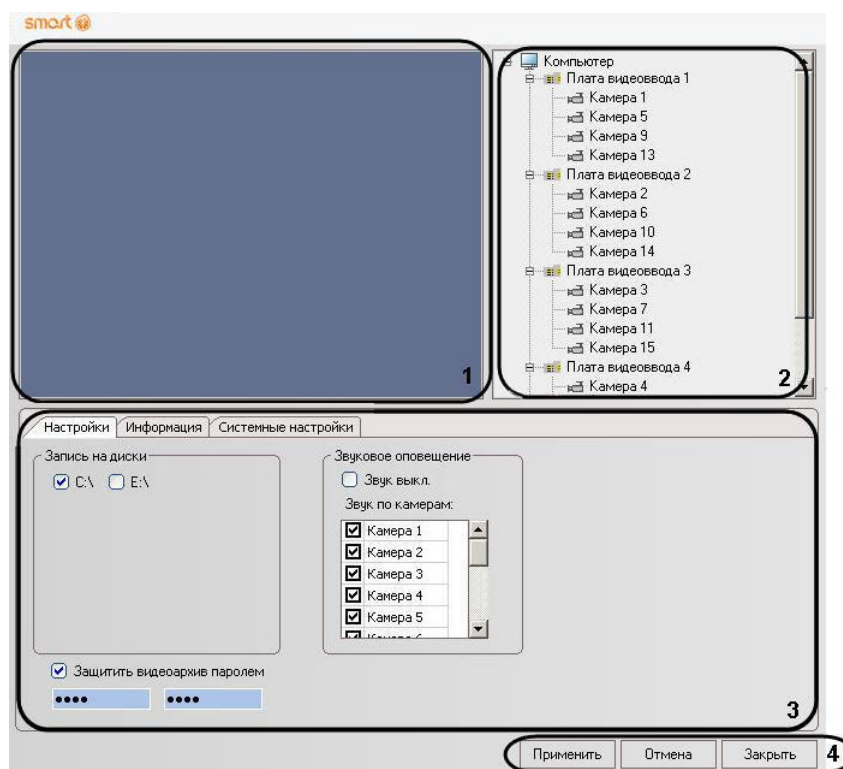 smart
Компьютер
Плата видеоввода 1
Камера 1
Камера 5
Камера 9
Камера 13
Плата видеоввода 2
Камера 2
Камера 6
Камера 10
Камера 14
Плата видеоввода 3
Камера 3
Камера 7
Камера 11
Камера 15
Плата видеоввода 4
Камера 4
1
2
Настройки Информация Системные настройки
Запись на диски
C:\ E:\
Звуковое оповещение
Звук выкл.
Звук по камерам:
Камера 1
Камера 2
Камера 3
Камера 4
Камера 5
Защитить видеоархив паролем
3
Применить Отмена Закрыть 4